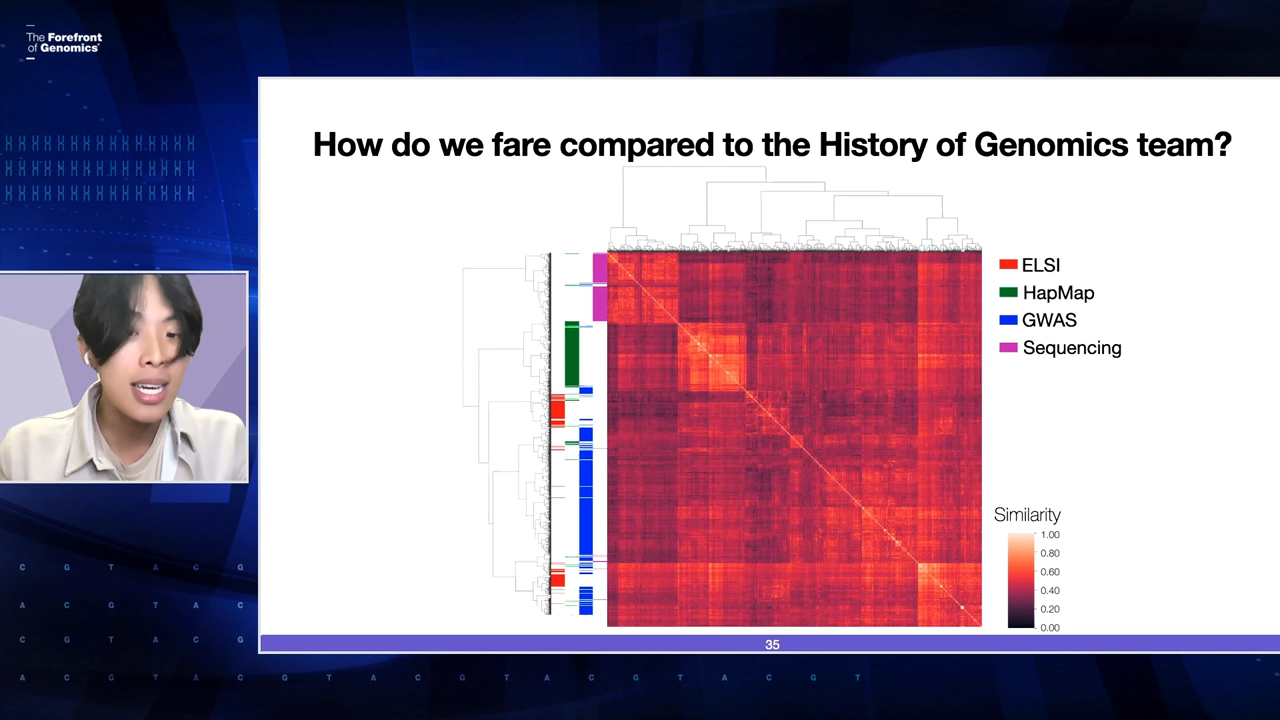 The Forefront
of Genomics®
How do we fare compared to the History of Genomics team?
ELSI
HapMap
GWAS
Sequencing
Similarity
1.00
0.80
0.60
0.40
0.20
0.00
35
C G T A C G
A C G T A C
C G T A C G
A C G T A C G T A C G T A C G T A C G T